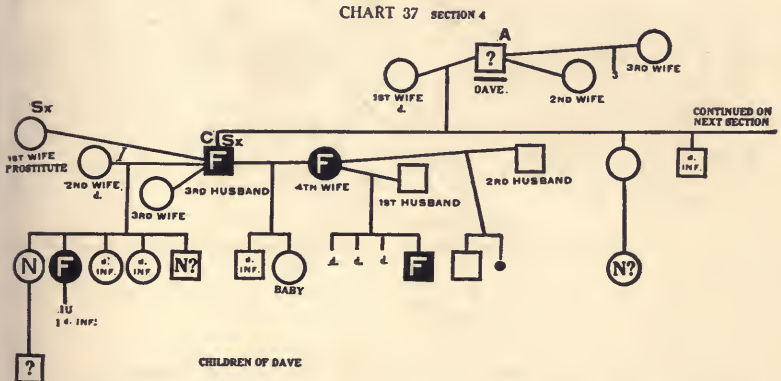 CHART 37 SECTION 4
A
?
DAVE.
1ST WIFE
d.
2ND WIFE
3
3RD WIFE
CONTINUED ON
NEXT SECTION
Sx
1ST WIFE
PROSTITUTE
2ND WIFE,
d.
3RD WIFE
C Sx
F
3RD HUSBAND
F
4TH WIFE
1ST HUSBAND
2ND HUSBAND
d.
INF.
N
F
d.
INF.
d.
INF.
N?
d.
INF.
BABY
d. d. d.
F
N?
1 d. INF.
?
CHILDREN OF DAVE